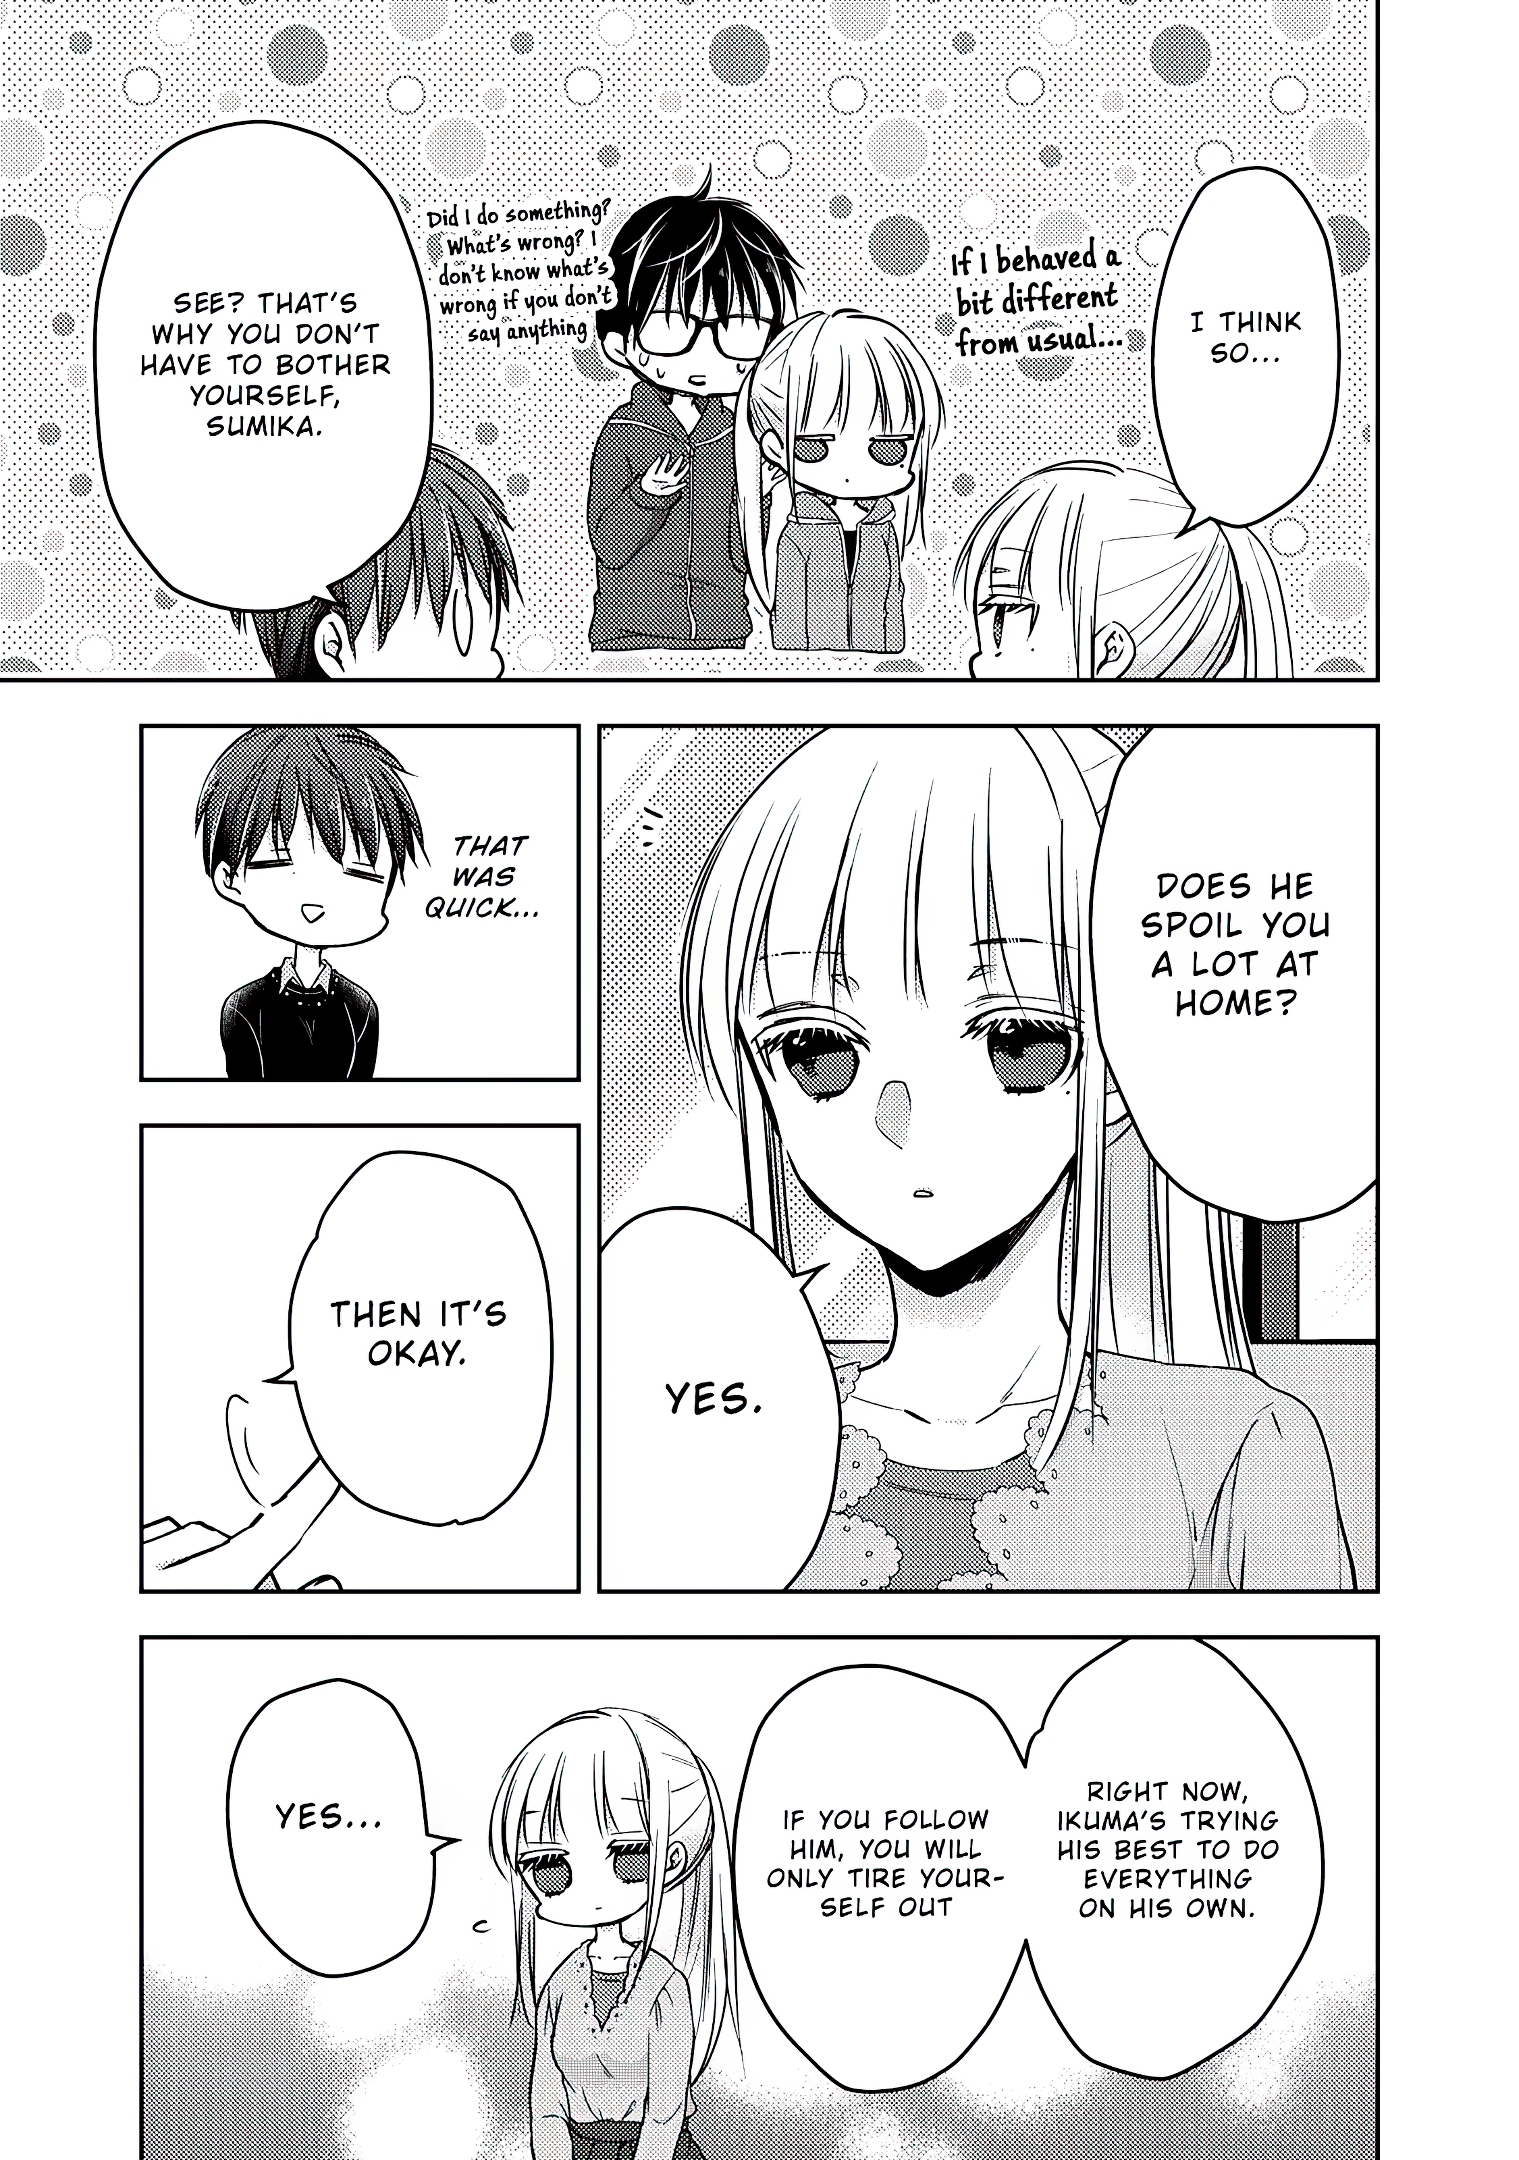 I THINK
SO...
If I behaved a
bit different
from usual...
Did I do something?
What's wrong? I
don't know what's
wrong if you don't
say anything
SEE? THAT'S
WHY YOU DON'T
HAVE TO BOTHER
YOURSELF,
SUMIKA.
DOES HE
SPOIL YOU
A LOT AT
HOME?
YES.
THAT
WAS
QUICK...
THEN IT'S
OKAY.
RIGHT NOW,
IKUMA'S TRYING
HIS BEST TO DO
EVERYTHING
ON HIS OWN.
IF YOU FOLLOW
HIM, YOU WILL
ONLY TIRE YOUR-
SELF OUT
YES...